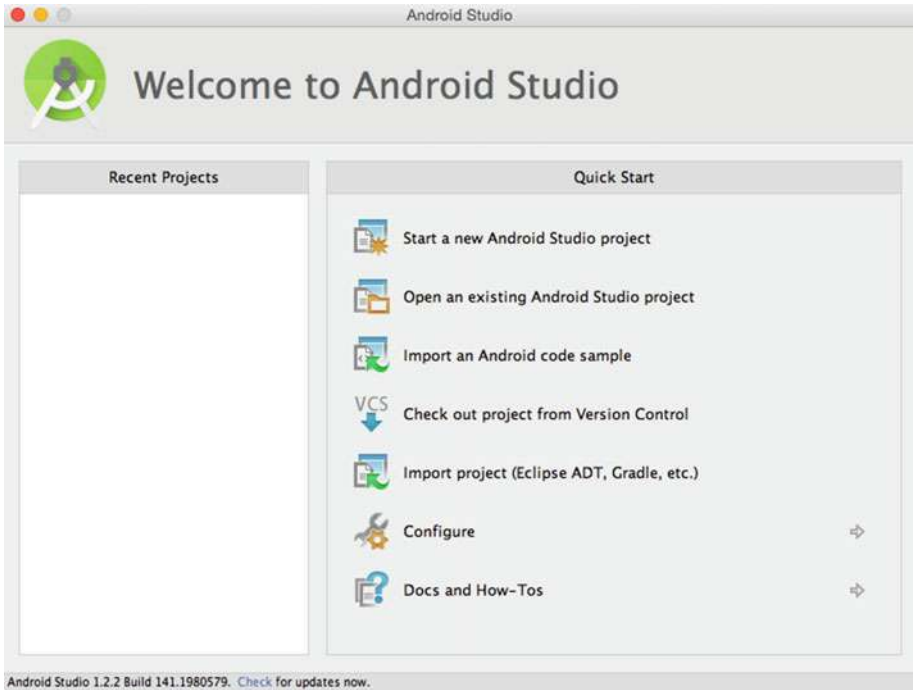 Android Studio
Welcome to Android Studio
Recent Projects
Quick Start
Start a new Android Studio project
Open an existing Android Studio project
Import an Android code sample
VCS
Check out project from Version Control
Import project (Eclipse ADT, Gradle, etc.)
Configure
Docs and How-Tos
Android Studio 1.2.2 Build 141.1980579. Check for updates now.